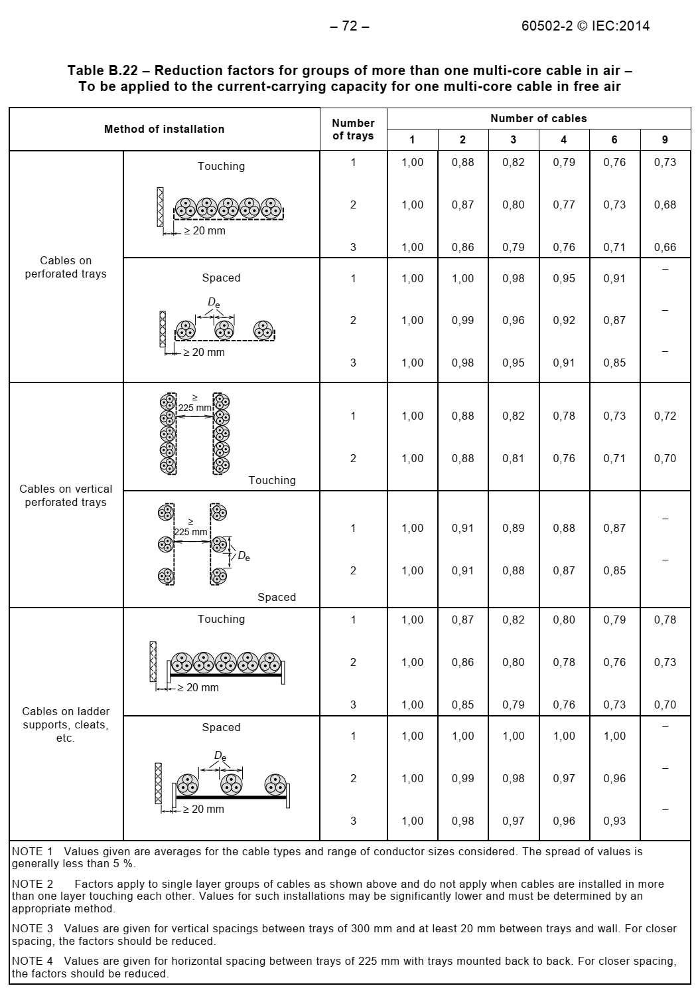 – 72 –
60502-2 © IEC:2014
Table B.22 – Reduction factors for groups of more than one multi-core cable in air –
To be applied to the current-carrying capacity for one multi-core cable in free air
Method of installation
Number
of trays
Number of cables
1 2 3 4 6 9
Cables on
perforated trays
Touching
≥ 20 mm
1 1,00 0,88 0,82 0,79 0,76 0,73
2 1,00 0,87 0,80 0,77 0,73 0,68
3 1,00 0,86 0,79 0,76 0,71 0,66
Spaced
De
≥ 20 mm
1 1,00 1,00 0,98 0,95 0,91 –
2 1,00 0,99 0,96 0,92 0,87 –
3 1,00 0,98 0,95 0,91 0,85 –
Cables on vertical
perforated trays
≥
225 mm
Touching
1 1,00 0,88 0,82 0,78 0,73 0,72
2 1,00 0,88 0,81 0,76 0,71 0,70
≥
225 mm
De
Spaced
1 1,00 0,91 0,89 0,88 0,87 –
2 1,00 0,91 0,88 0,87 0,85 –
Cables on ladder
supports, cleats,
etc.
Touching
≥ 20 mm
1 1,00 0,87 0,82 0,80 0,79 0,78
2 1,00 0,86 0,80 0,78 0,76 0,73
3 1,00 0,85 0,79 0,76 0,73 0,70
Spaced
De
≥ 20 mm
1 1,00 1,00 1,00 1,00 1,00 –
2 1,00 0,99 0,98 0,97 0,96 –
3 1,00 0,98 0,97 0,96 0,93 –
NOTE 1 Values given are averages for the cable types and range of conductor sizes considered. The spread of values is
generally less than 5 %.
NOTE 2 Factors apply to single layer groups of cables as shown above and do not apply when cables are installed in more
than one layer touching each other. Values for such installations may be significantly lower and must be determined by an
appropriate method.
NOTE 3 Values are given for vertical spacings between trays of 300 mm and at least 20 mm between trays and wall. For closer
spacing, the factors should be reduced.
NOTE 4 Values are given for horizontal spacing between trays of 225 mm with trays mounted back to back. For closer spacing,
the factors should be reduced.